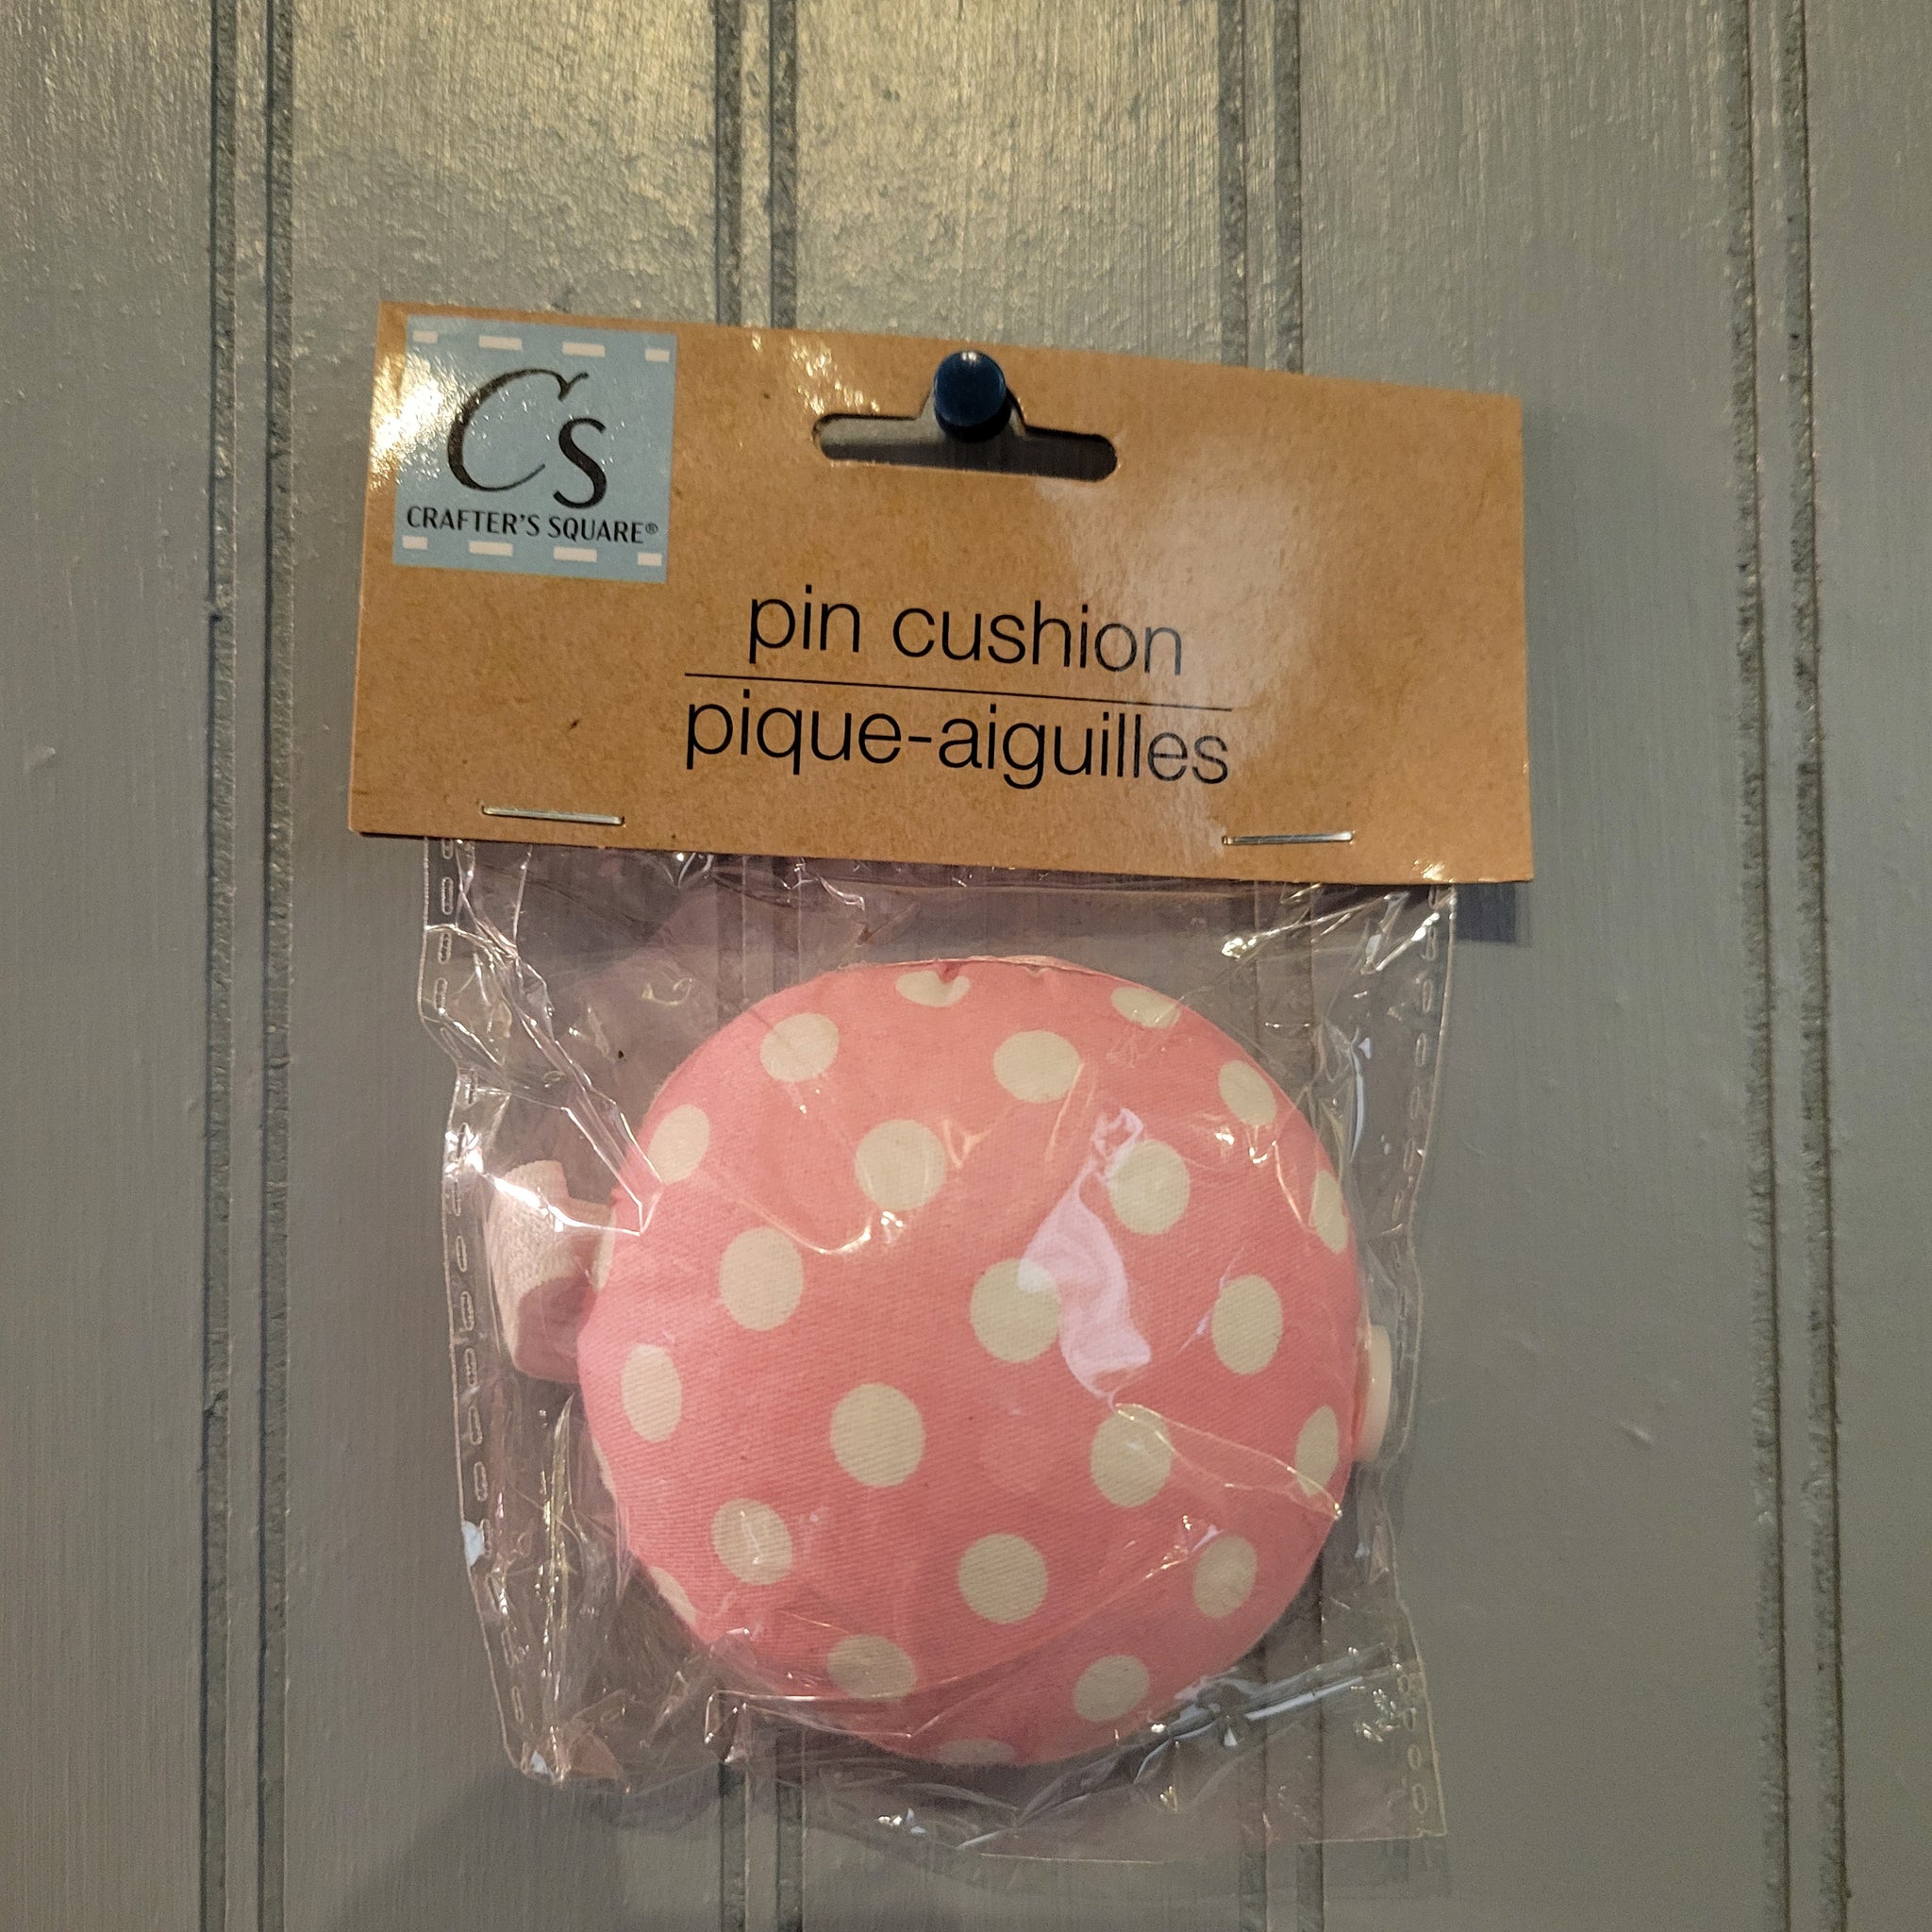 Cs
CRAFTER'S SQUARE®
pin cushion
pique-aiguilles